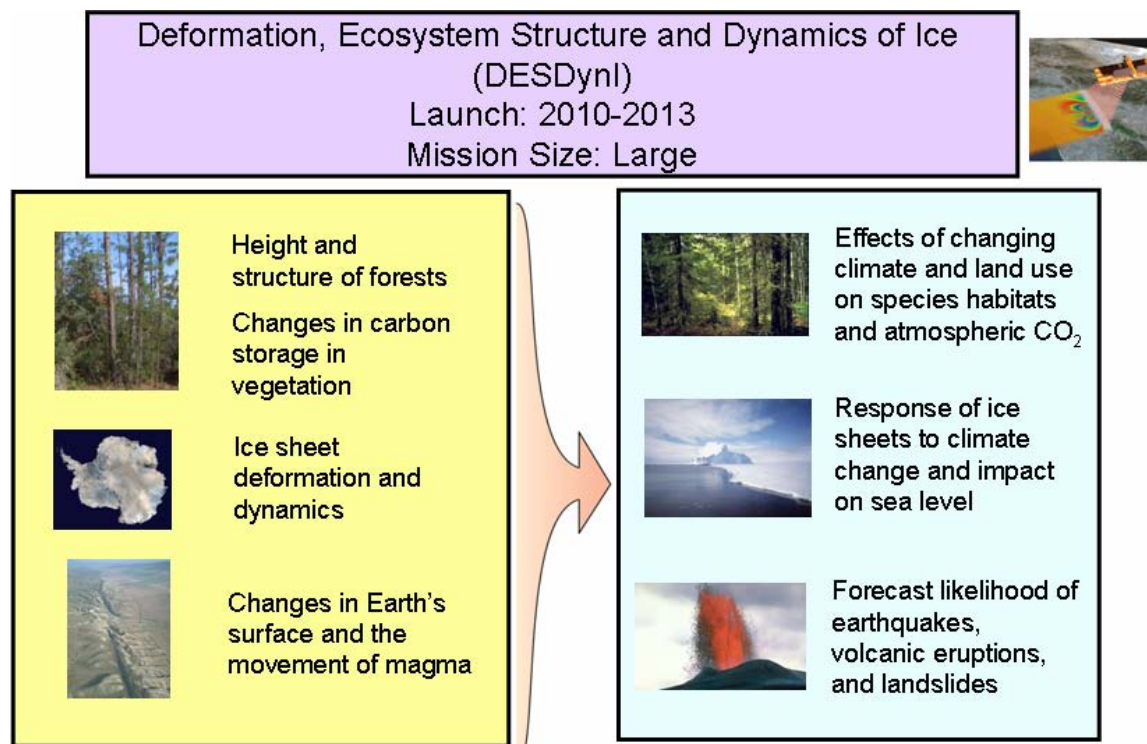 Deformation, Ecosystem Structure and Dynamics of Ice
(DESDynI)
Launch: 2010-2013
Mission Size: Large
Height and
structure of forests
Changes in carbon
storage in
vegetation
Ice sheet
deformation and
dynamics
Changes in Earth's
surface and the
movement of magma
Effects of changing
climate and land use
on species habitats
and atmospheric CO₂
Response of ice
sheets to climate
change and impact
on sea level
Forecast likelihood of
earthquakes,
volcanic eruptions,
and landslides